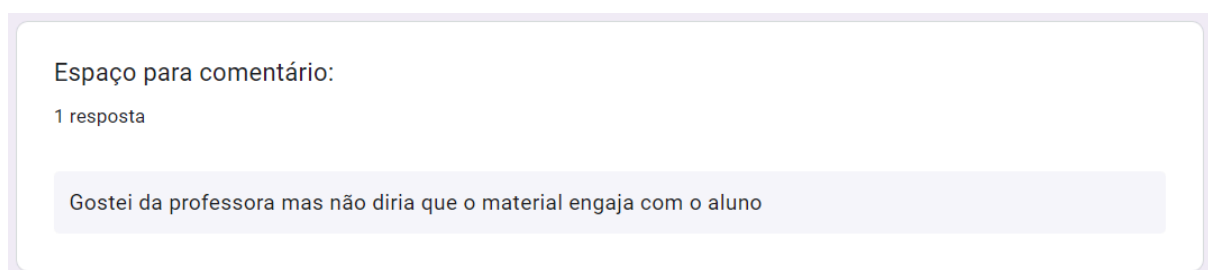 Espaço para comentário:
1 resposta
Gostei da professora mas não diria que o material engaja com o aluno